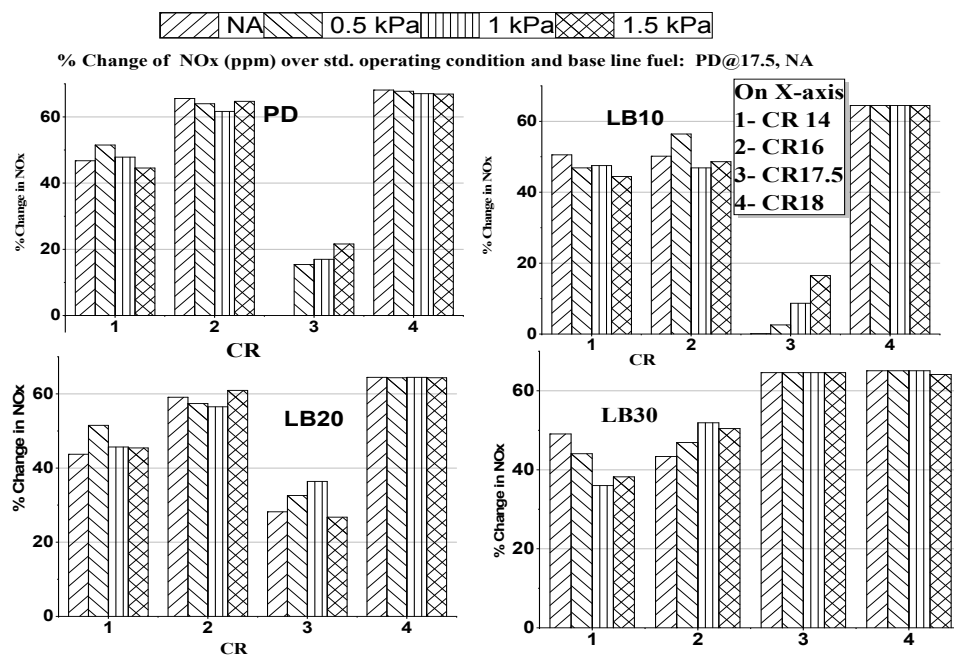 NA 0.5 kPa 1 kPa 1.5 kPa
% Change of NOx (ppm) over std. operating condition and base line fuel: PD@17.5, NA
PD
% Change in NOx
60
40
20
0
1 2 3 4
CR
LB10
On X-axis
1- CR 14
2- CR16
3- CR17.5
4- CR18
% Change in NOx
60
40
20
0
1 2 3 4
CR
LB20
% Change in NOx
60
40
20
0
1 2 3 4
CR
LB30
% Change in NOx
60
40
20
0
1 2 3 4